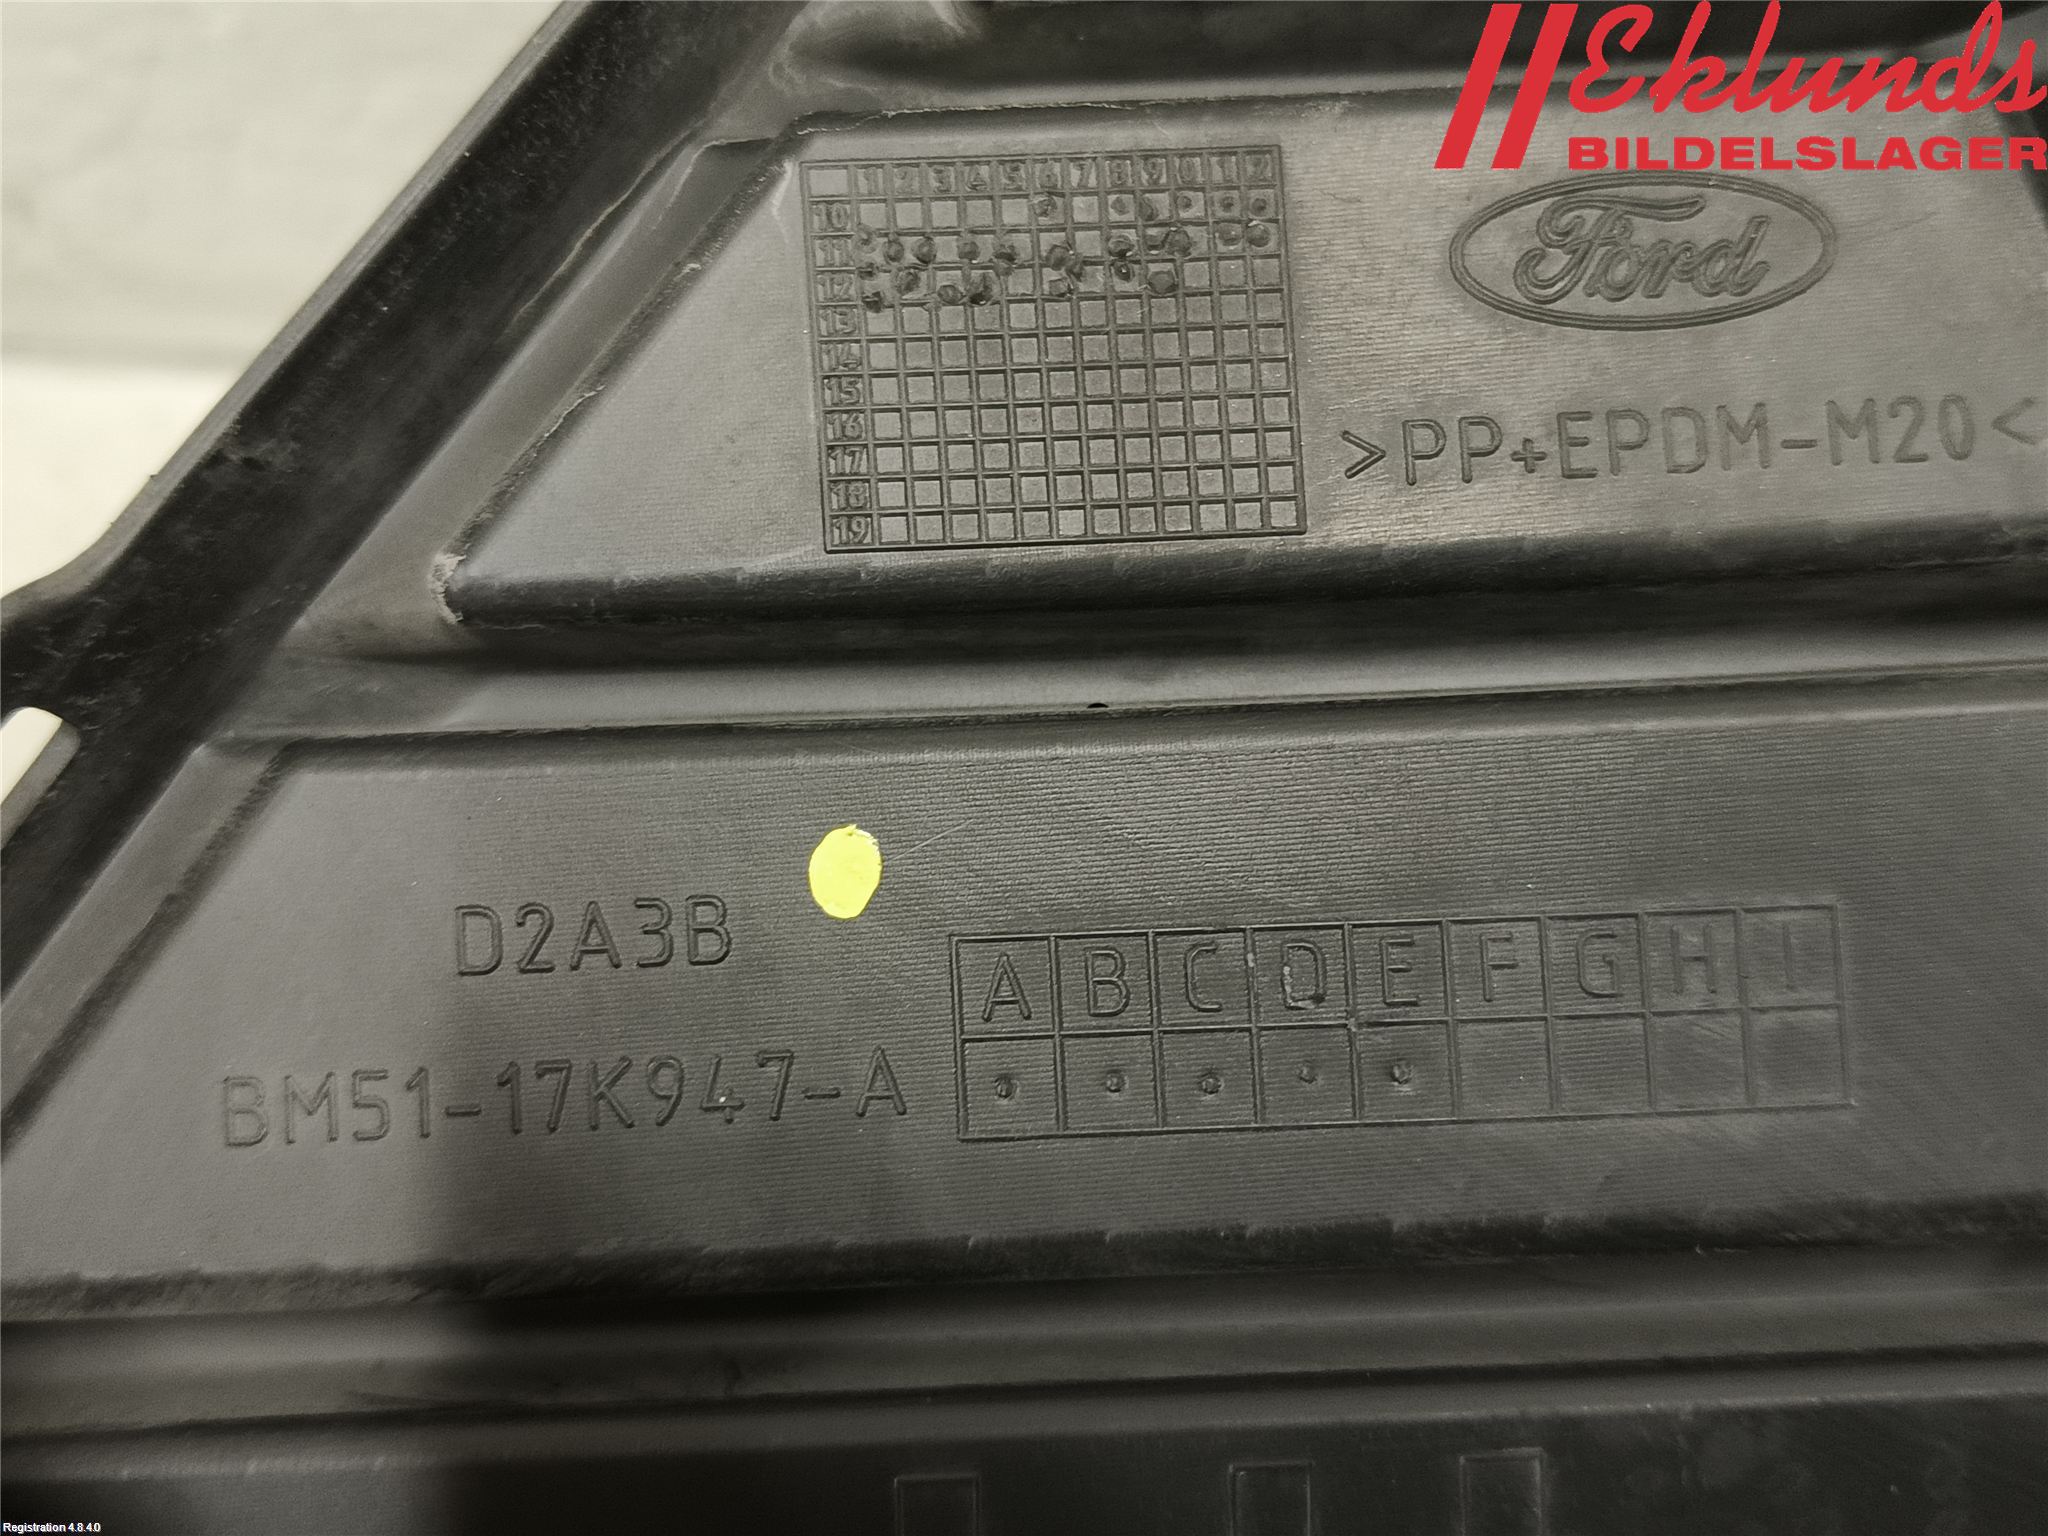 Eklunds
BILDELSLAGER
1 2 3 4 5 6 7 8 9 0 1 2
10
11
12
13
14
15
16
17
18
19
Ford
>PP+EPDM-M20<
D2A3B
A B C D E F G H I
BM51-17K947-A
Registration 4.8.4.0